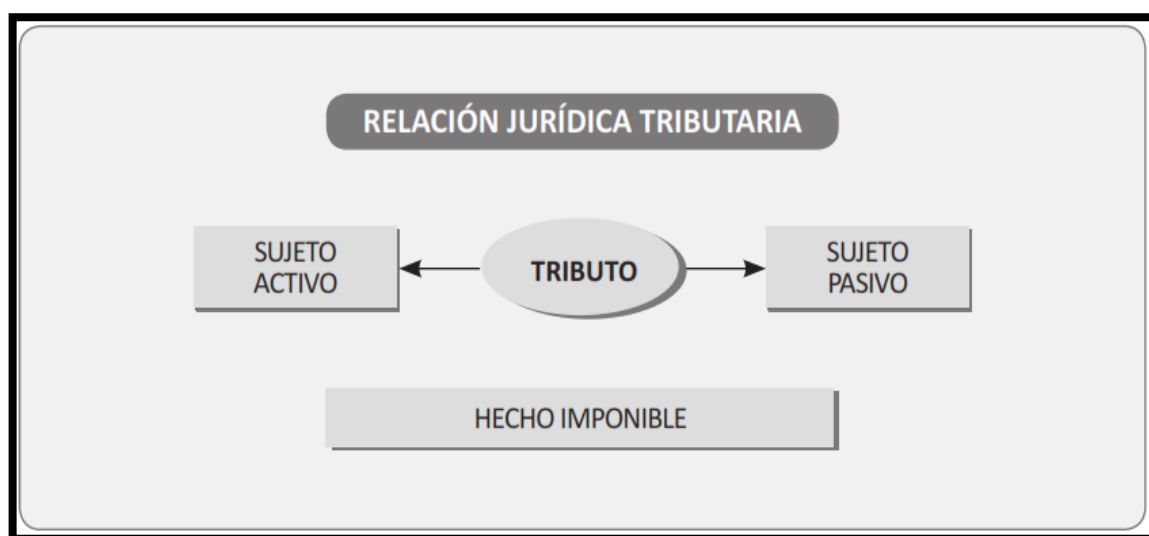 RELACIÓN JURÍDICA TRIBUTARIA
SUJETO
ACTIVO
TRIBUTO
SUJETO
PASIVO
HECHO IMPONIBLE